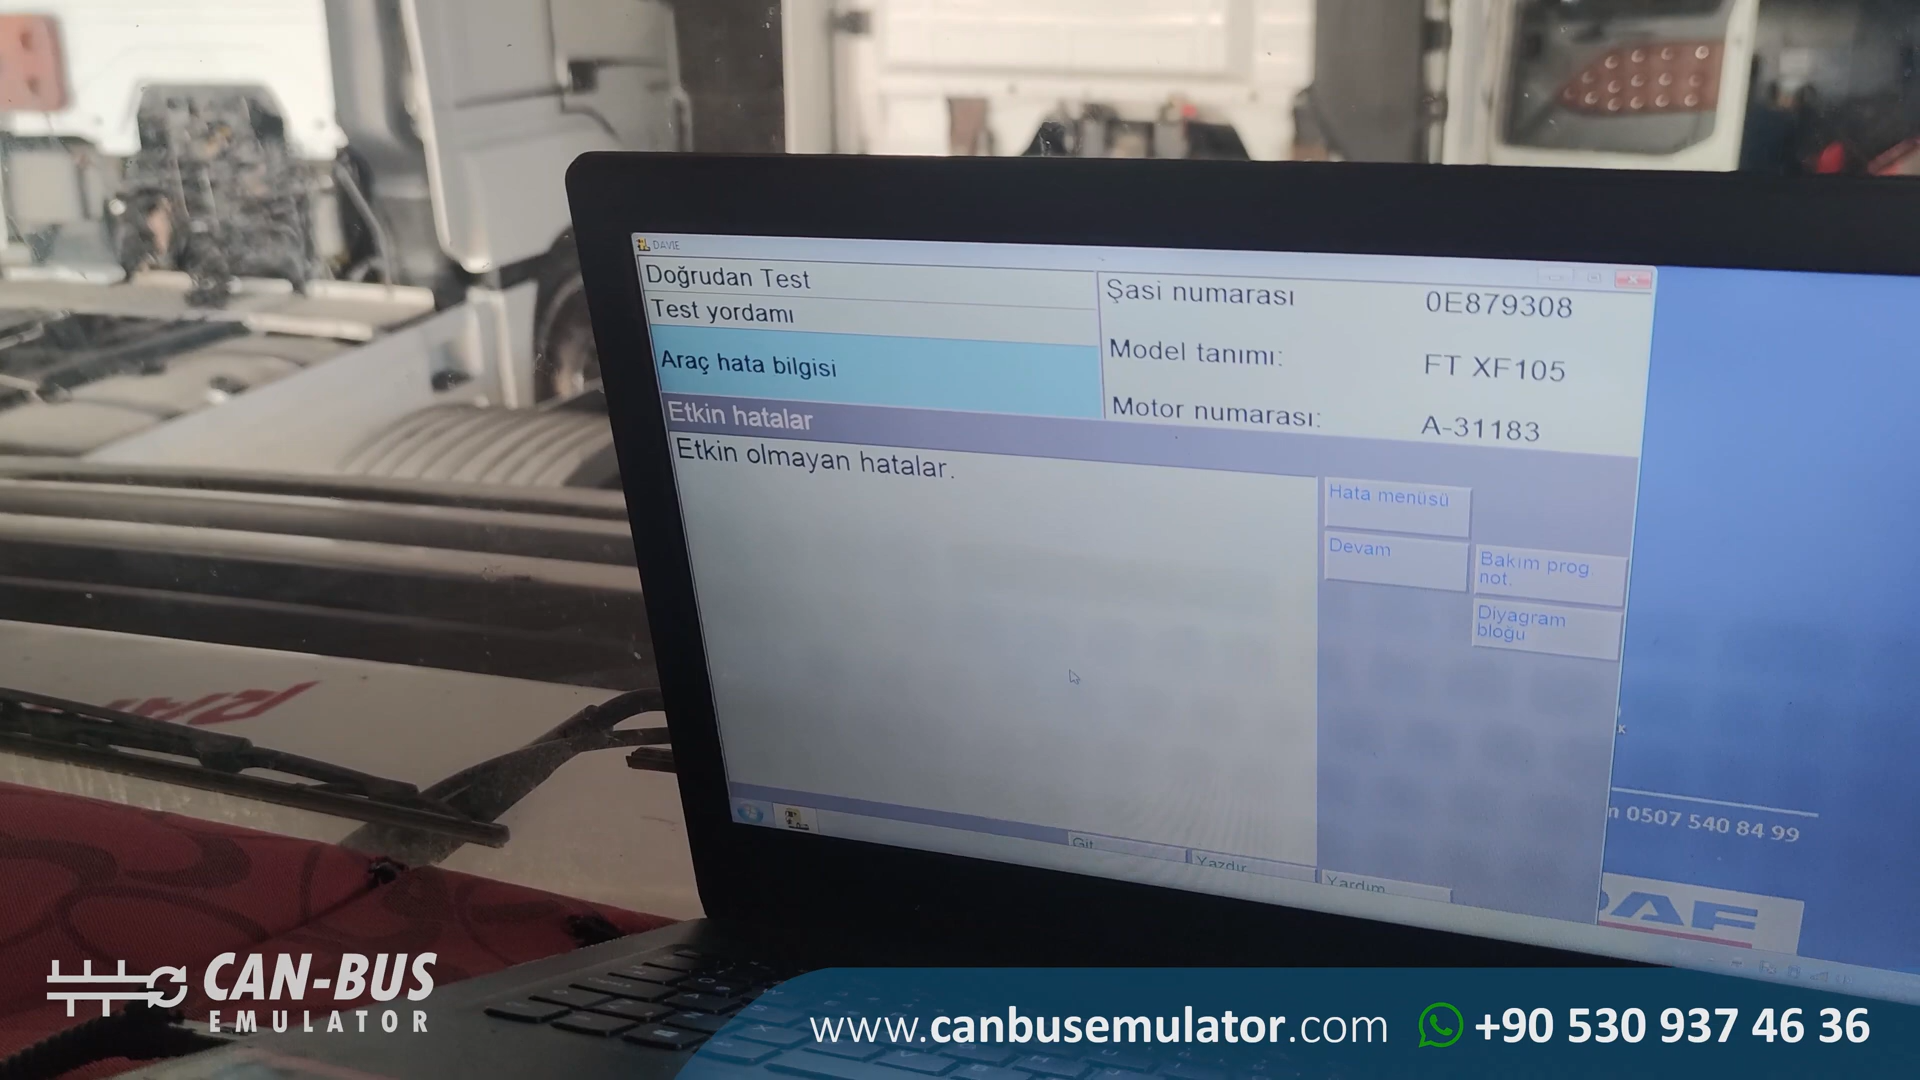 DAVIE
Doğrudan Test
Test yordamı
Araç hata bilgisi
Şasi numarası 0E879308
Model tanımı: FT XF105
Motor numarası: A-31183
Etkin hatalar
Etkin olmayan hatalar.
Hata menüsü
Devam
Bakım prog.
not.
Diyagram
bloğu
Git
Yazdır
Yardım
0507 540 84 99
DAF
CAN-BUS
EMULATOR
www.canbusemulator.com
+90 530 937 46 36